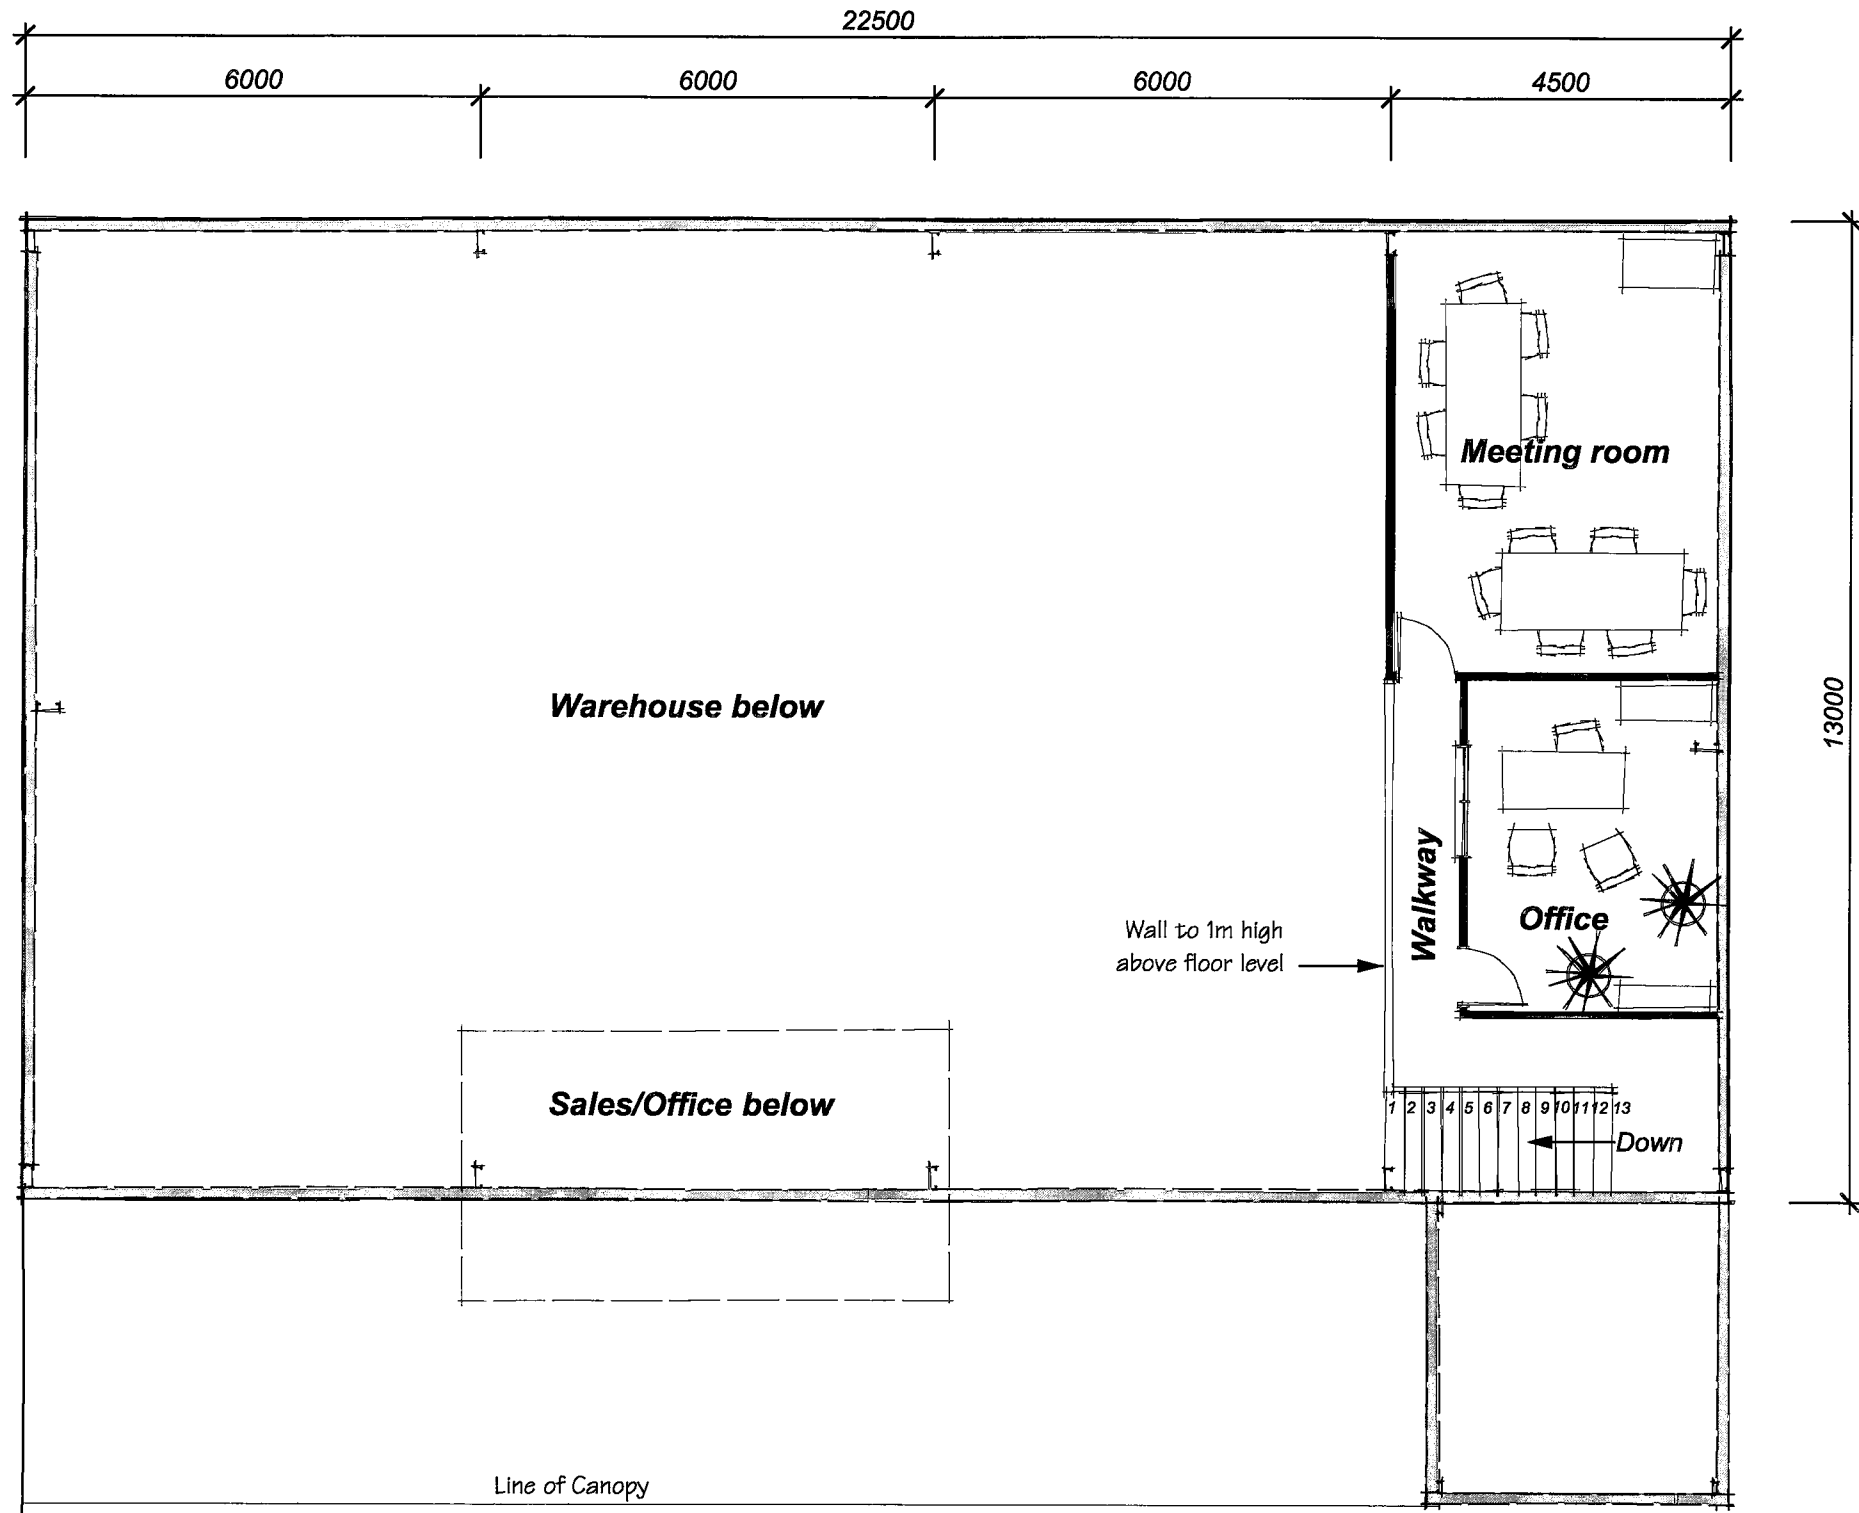 22500
6000
6000
6000
4500
Meeting room
Warehouse below
13000
Walkway
Office
Wall to 1m high
above floor level
Sales/Office below
1 2 3 4 5 6 7 8 9 10 11 12 13
Down
Line of Canopy